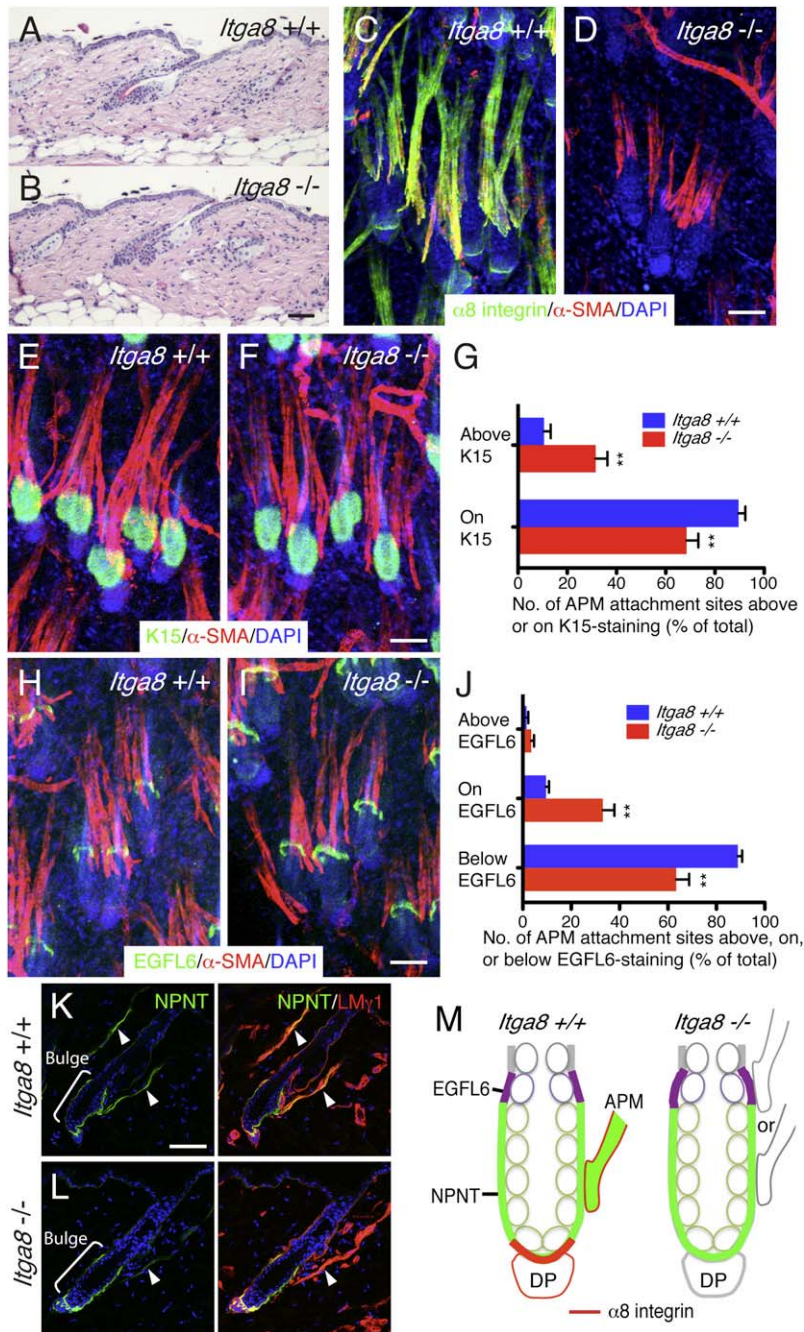 A
Itga8 +/+
B
Itga8 -/-
C
Itga8 +/+
D
Itga8 -/-
α8 integrin/α-SMA/DAPI
E
Itga8 +/+
F
Itga8 -/-
K15/α-SMA/DAPI
G
Itga8 +/+
Itga8 -/-
Above
K15
**
On
K15
**
0 20 40 60 80 100
No. of APM attachment sites above
or on K15-staining (% of total)
H
Itga8 +/+
I
Itga8 -/-
EGFL6/α-SMA/DAPI
J
Itga8 +/+
Itga8 -/-
Above
EGFL6
On
EGFL6
**
Below
EGFL6
**
0 20 40 60 80 100
No. of APM attachment sites above, on,
or below EGFL6-staining (% of total)
Itga8 +/+
K
NPNT
Bulge
NPNT/LMγ1
Itga8 -/-
L
Bulge
M
Itga8 +/+
Itga8 -/-
EGFL6
APM
or
NPNT
DP
DP
α8 integrin